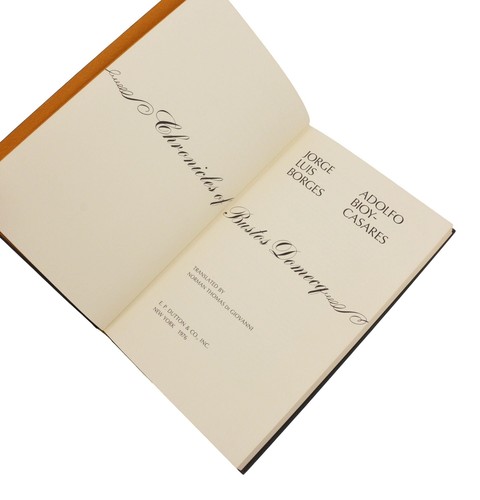 JORGE
LUIS
BORGES
ADOLFO
BIOY-
CASARES
Chronicles of Bustos Domecq
TRANSLATED BY
NORMAN THOMAS DI GIOVANNI
E. P. DUTTON & CO., INC.
NEW YORK 1976